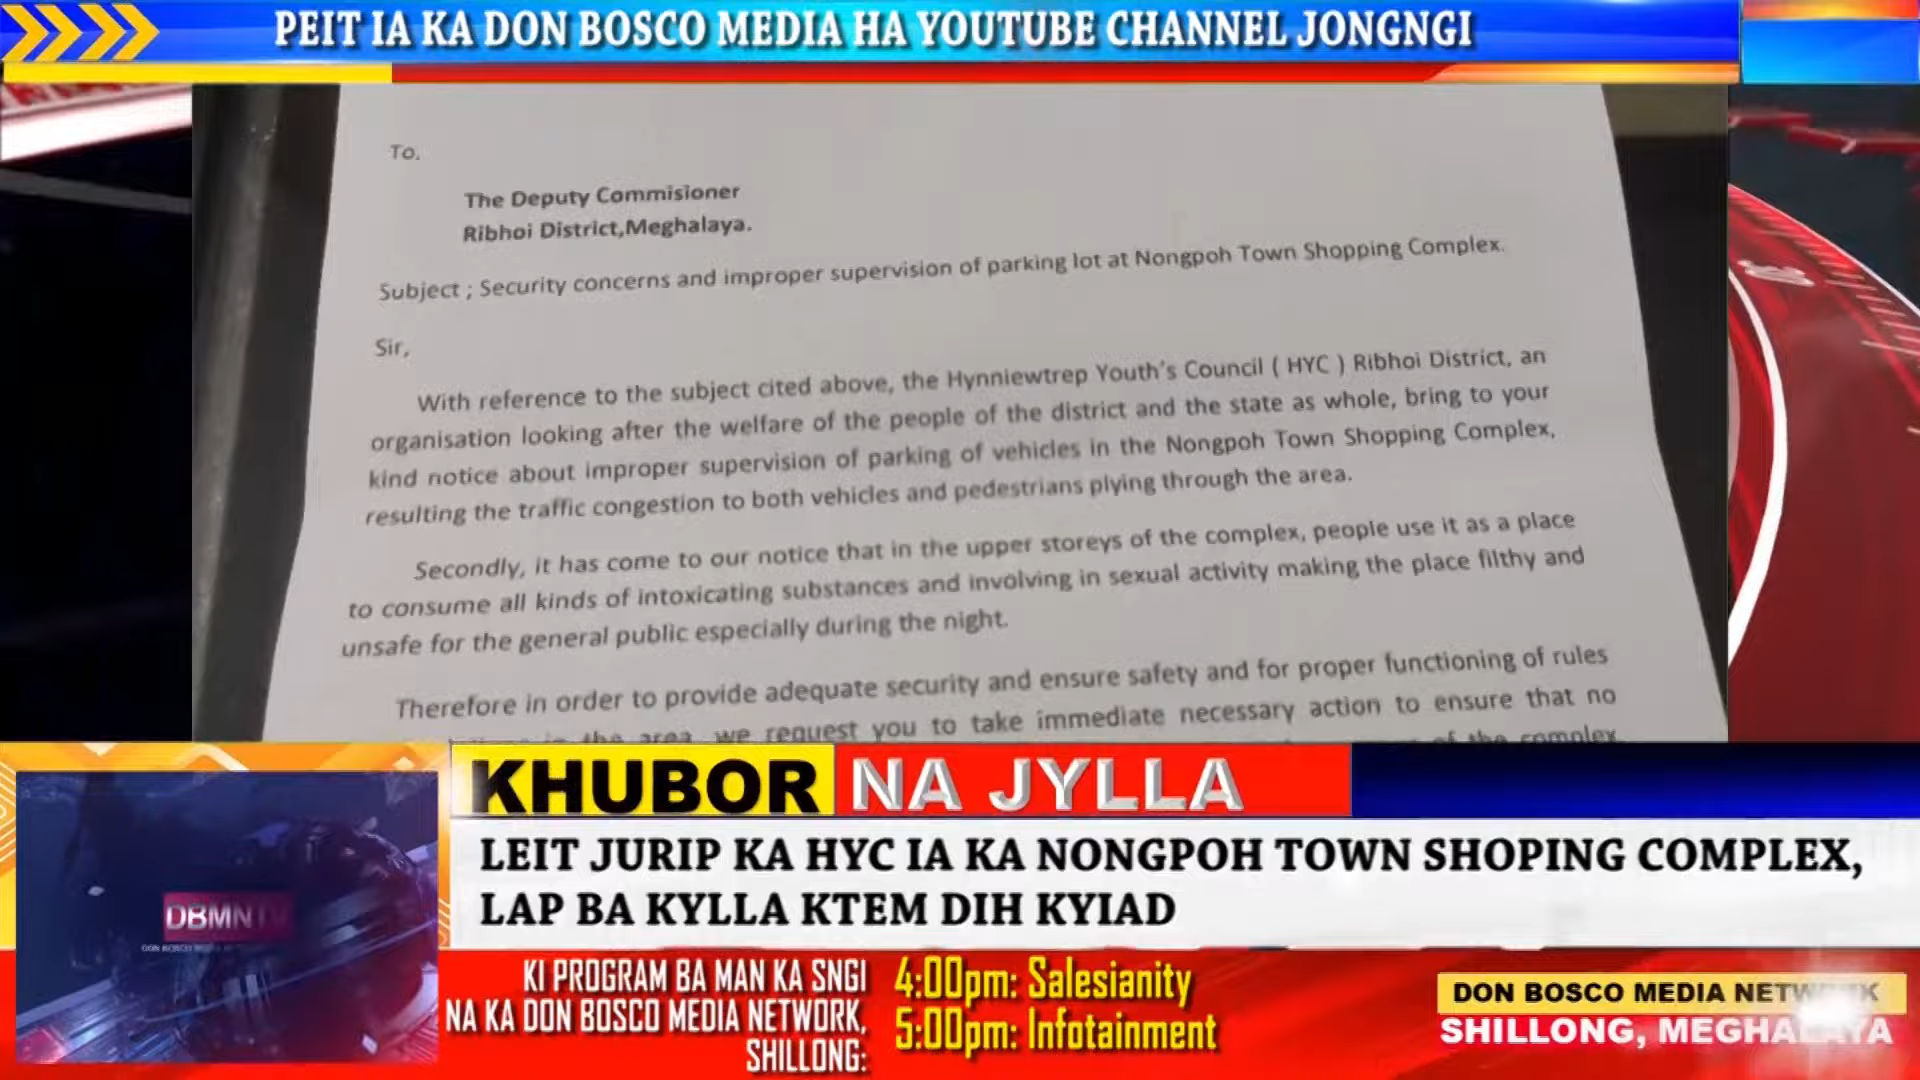 PEIT IA KA DON BOSCO MEDIA HA YOUTUBE CHANNEL JONGNGI
To.
The Deputy Commisioner
Ribhoi District,Meghalaya.
Subject ; Security concerns and improper supervision of parking lot at Nongpoh Town Shopping Complex.
Sir,
With reference to the subject cited above, the Hynniewtrep Youth's Council ( HYC ) Ribhoi District, an
organisation looking after the welfare of the people of the district and the state as whole, bring to your
kind notice about improper supervision of parking of vehicles in the Nongpoh Town Shopping Complex,
resulting the traffic congestion to both vehicles and pedestrians plying through the area.
Secondly, it has come to our notice that in the upper storeys of the complex, people use it as a place
to consume all kinds of intoxicating substances and involving in sexual activity making the place filthy and
unsafe for the general public especially during the night.
Therefore in order to provide adequate security and ensure safety and for proper functioning of rules
in the area, we request you to take immediate necessary action to ensure that no
of the complex
KHUBOR NA JYLLA
LEIT JURIP KA HYC IA KA NONGPOH TOWN SHOPING COMPLEX,
LAP BA KYLLA KTEM DIH KYIAD
DBMNTV
KI PROGRAM BA MAN KA SNGI
NA KA DON BOSCO MEDIA NETWORK,
SHILLONG:
4:00pm: Salesianity
5:00pm: Infotainment
DON BOSCO MEDIA NETWORK
SHILLONG, MEGHALAYA